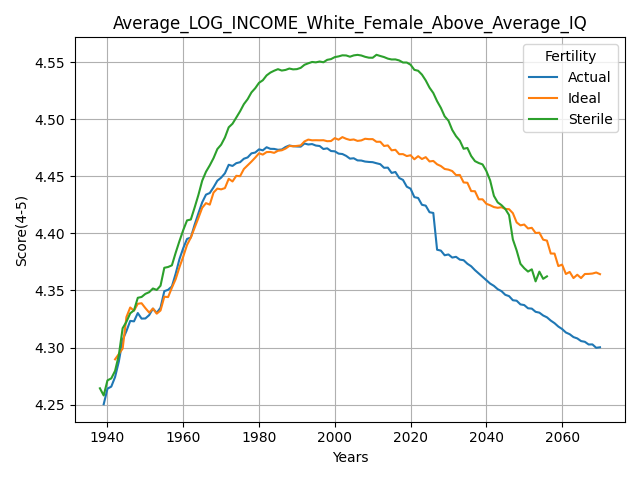 Average_LOG_INCOME_White_Female_Above_Average_IQ
Fertility
Actual
Ideal
Sterile
Score(4-5)
4.55
4.50
4.45
4.40
4.35
4.30
4.25
1940
1960
1980
2000
2020
2040
2060
Years